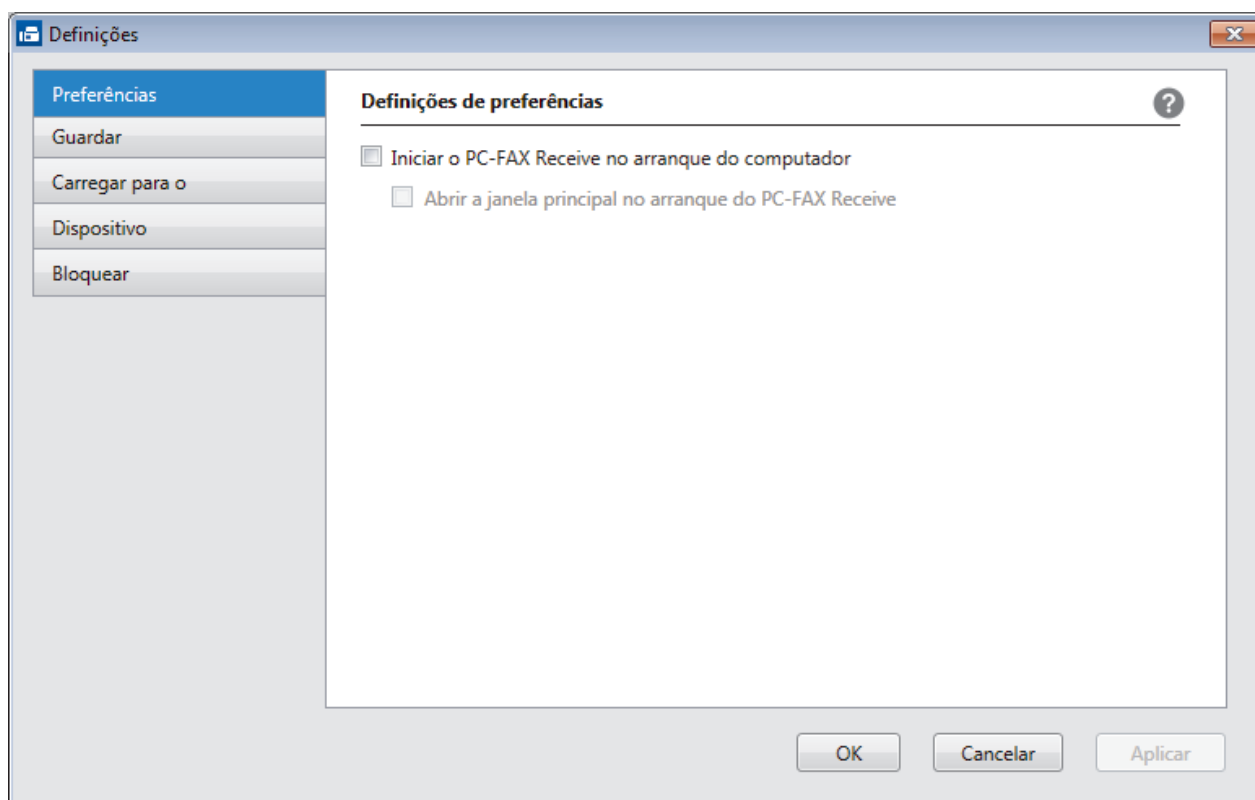 Definições
Preferências
Guardar
Carregar para o
Dispositivo
Bloquear
Definições de preferências
?
Iniciar o PC-FAX Receive no arranque do computador
Abrir a janela principal no arranque do PC-FAX Receive
OK
Cancelar
Aplicar